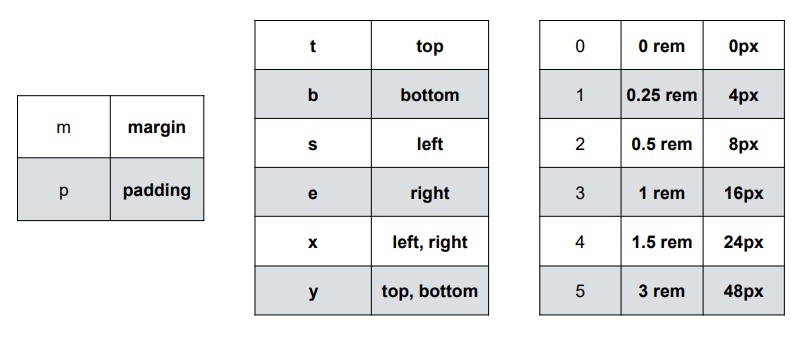 m margin
p padding
t top
b bottom
s left
e right
x left, right
y top, bottom
0 0 rem 0px
1 0.25 rem 4px
2 0.5 rem 8px
3 1 rem 16px
4 1.5 rem 24px
5 3 rem 48px